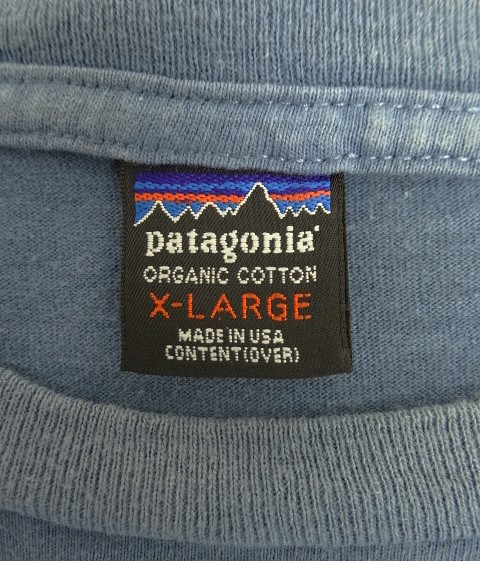 patagonia®
ORGANIC COTTON
X-LARGE
MADE IN USA
CONTENT(OVER)